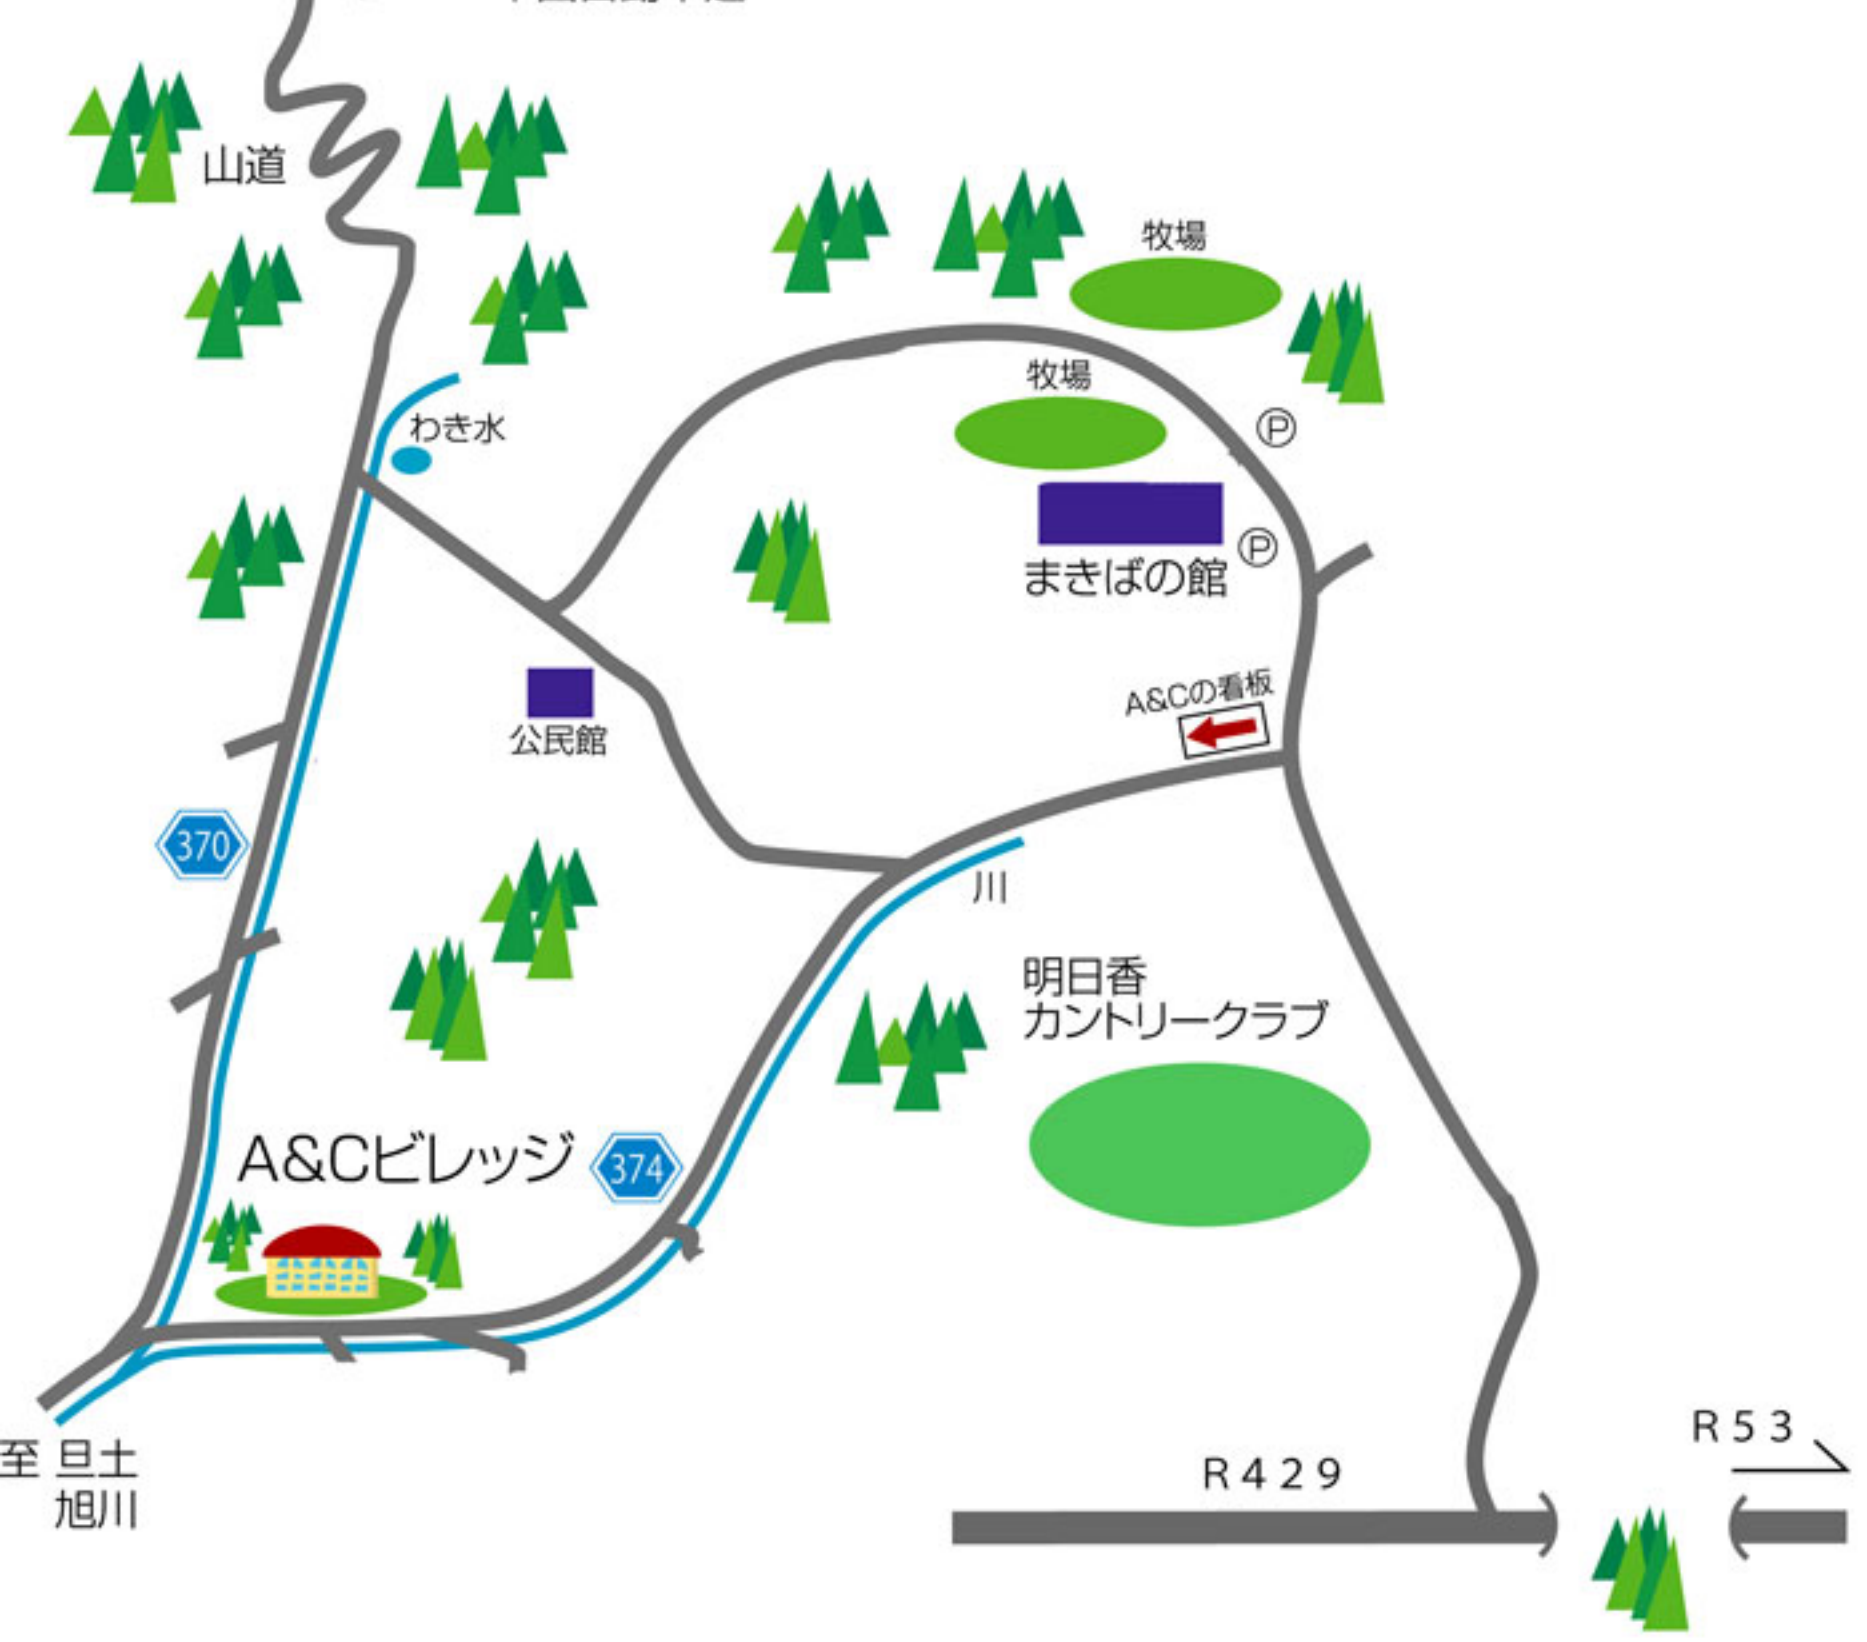 山道
牧場
牧場
わき水
Ⓟ
Ⓟ
まきばの館
A&Cの看板
公民館
370
川
明日香
カントリークラブ
A&Cビレッジ
374
至 旦土
旭川
R429
R53